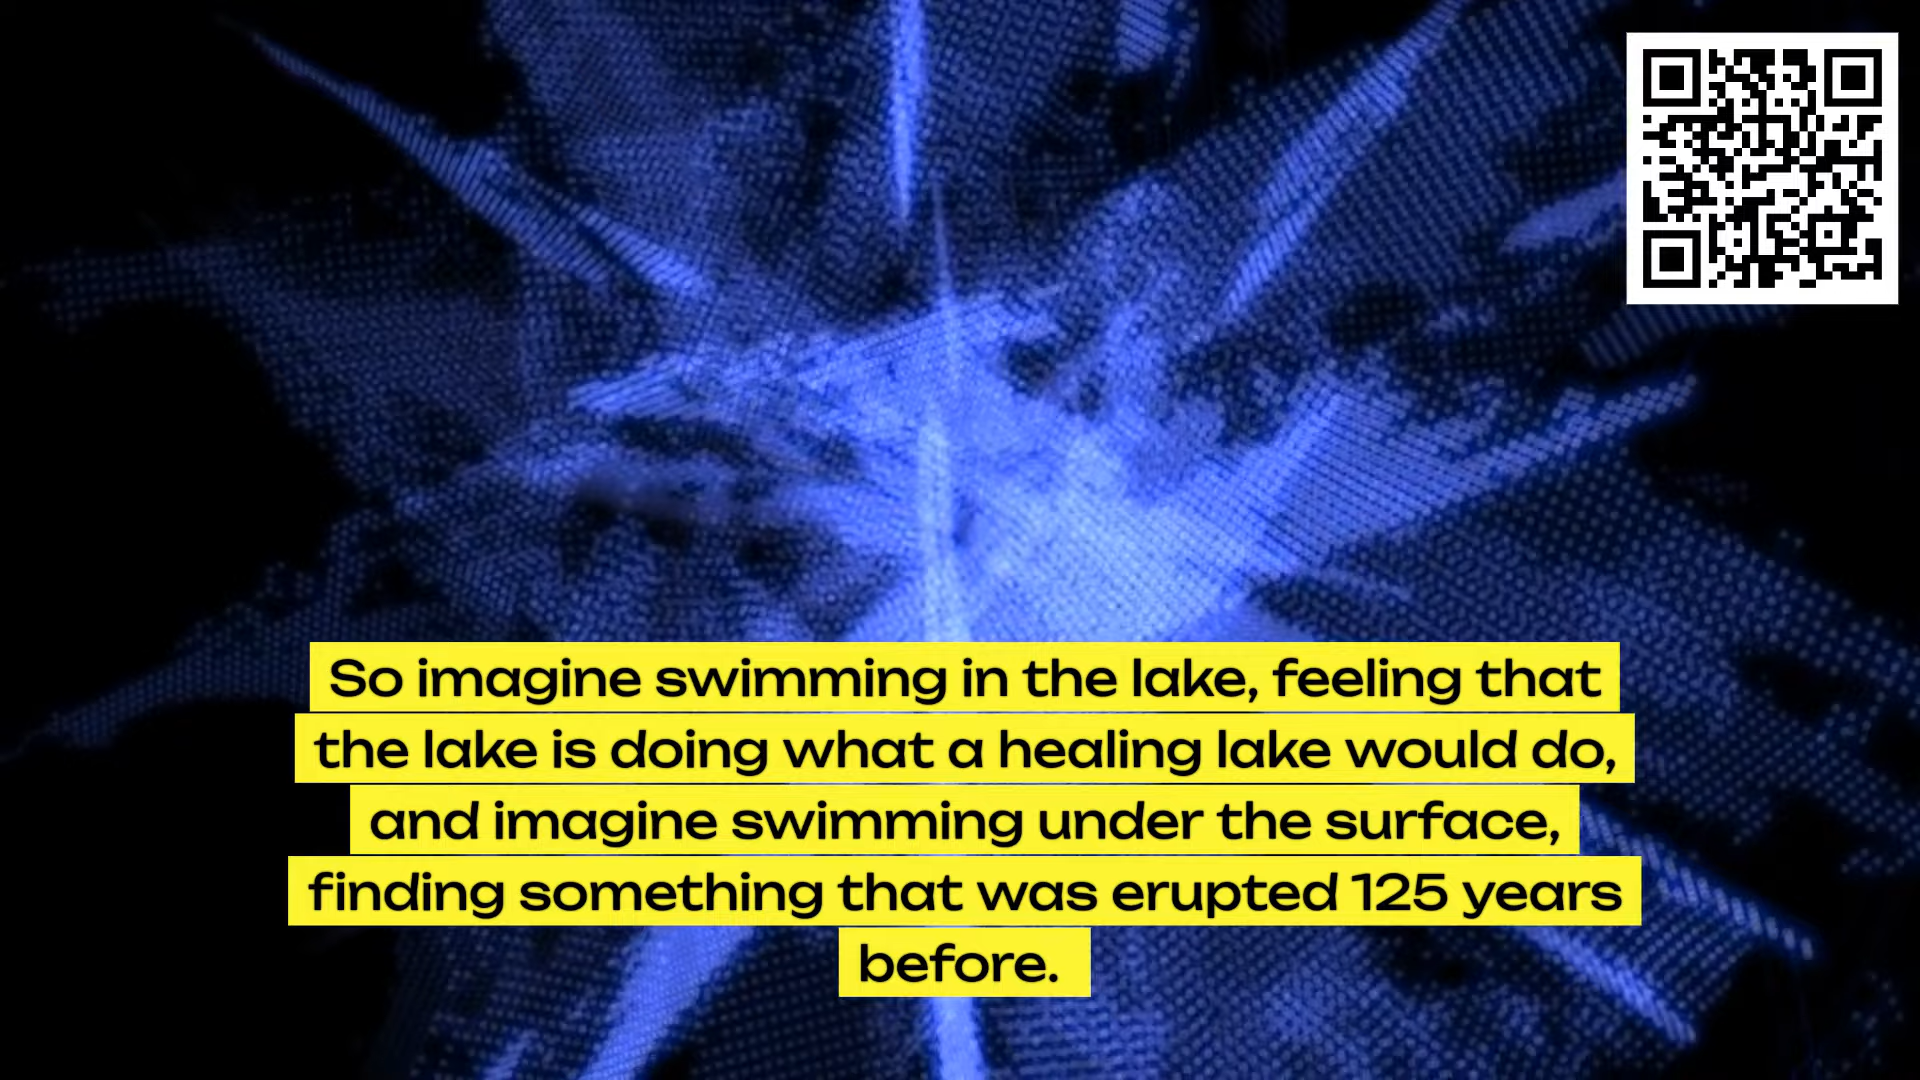 So imagine swimming in the lake, feeling that
the lake is doing what a healing lake would do,
and imagine swimming under the surface,
finding something that was erupted 125 years
before.